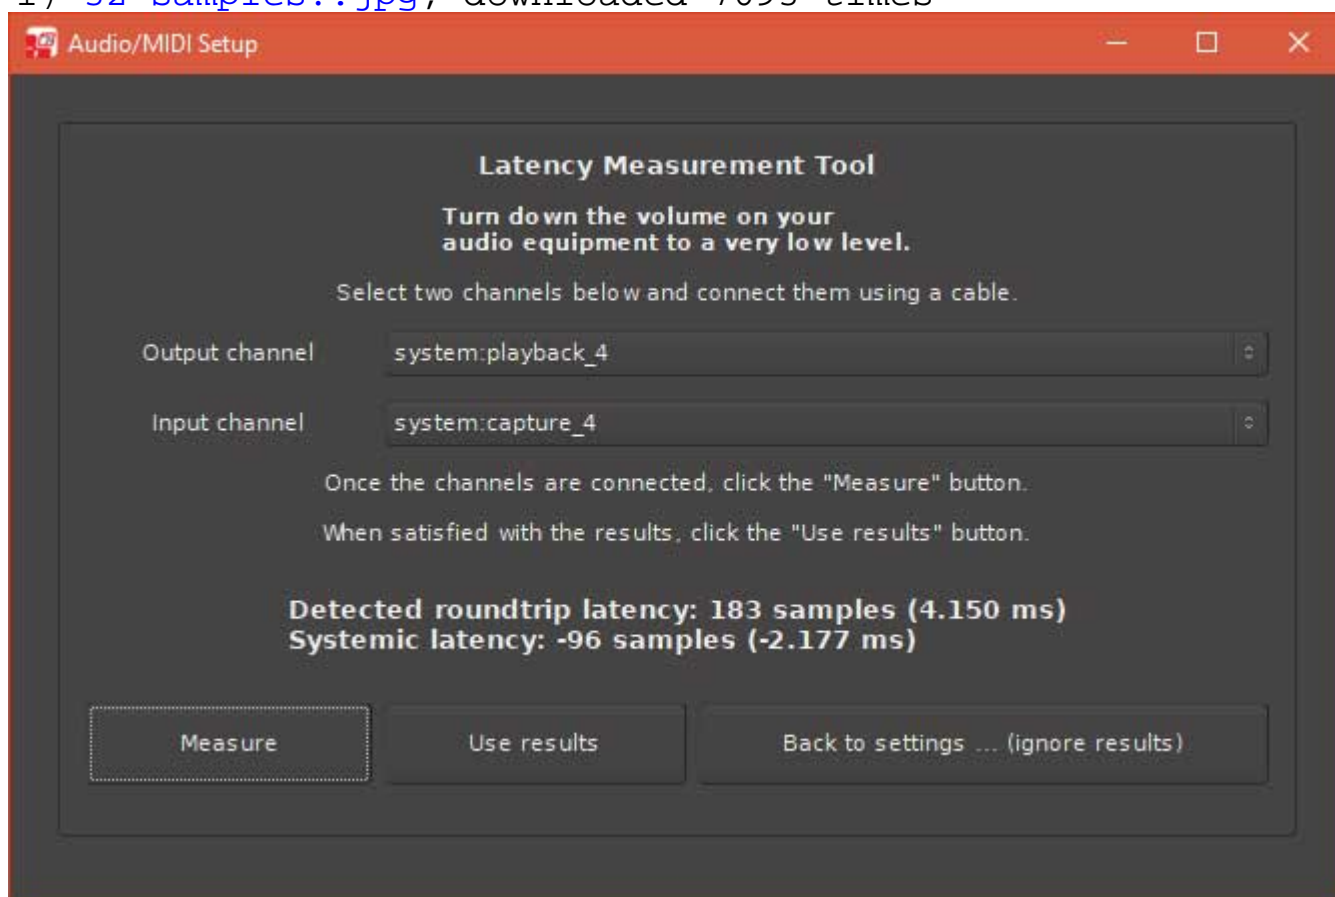 samples..jpg, downloaded times
Audio/MIDI Setup
Latency Measurement Tool
Turn down the volume on your
audio equipment to a very low level.
Select two channels below and connect them using a cable.
Output channel system:playback_4
Input channel system:capture_4
Once the channels are connected, click the "Measure" button.
When satisfied with the results, click the "Use results" button.
Detected roundtrip latency: 183 samples (4.150 ms)
Systemic latency: -96 samples (-2.177 ms)
Measure Use results Back to settings ... (ignore results)